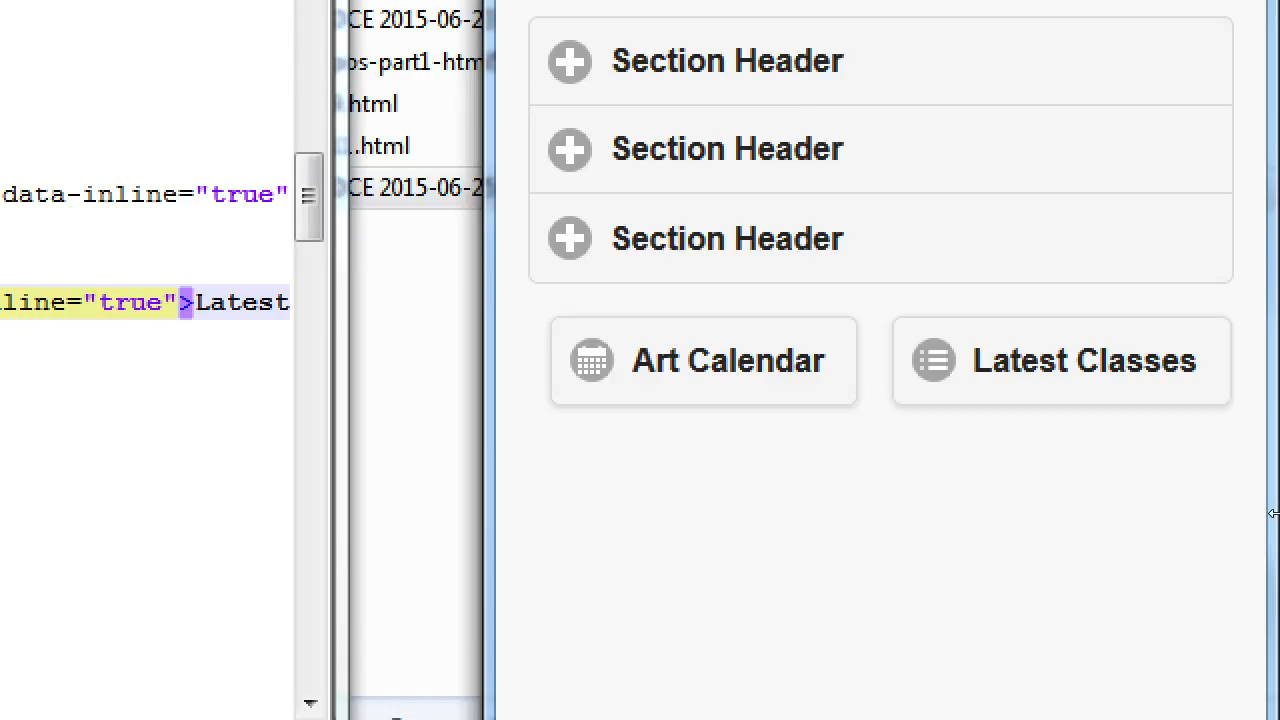 data-inline="true"
line="true">Latest
CE 2015-06-2
os-part1-htm
html
.html
CE 2015-06-2
Section Header
Section Header
Section Header
Art Calendar
Latest Classes